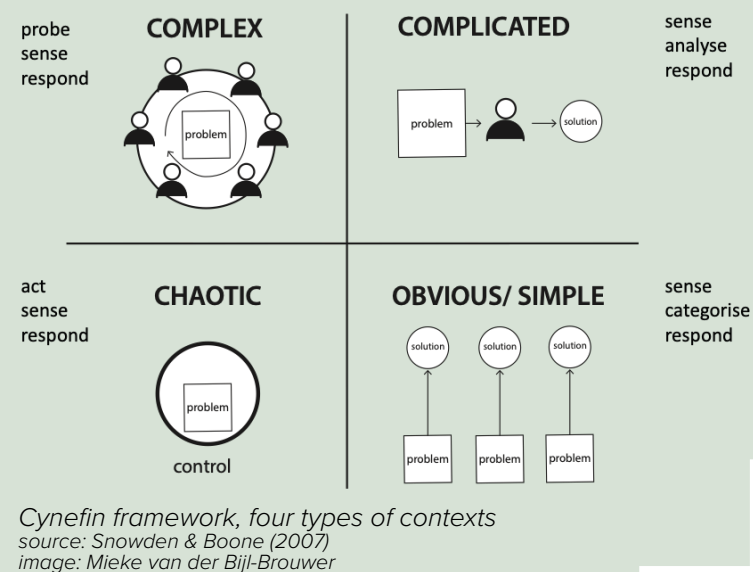 probe
sense
respond
COMPLEX
problem
COMPLICATED
problem
solution
sense
analyse
respond
act
sense
respond
CHAOTIC
problem
control
OBVIOUS/ SIMPLE
solution
solution
solution
problem
problem
problem
sense
categorise
respond
Cynefin framework, four types of contexts
source: Snowden & Boone (2007)
image: Mieke van der Bijl-Brouwer